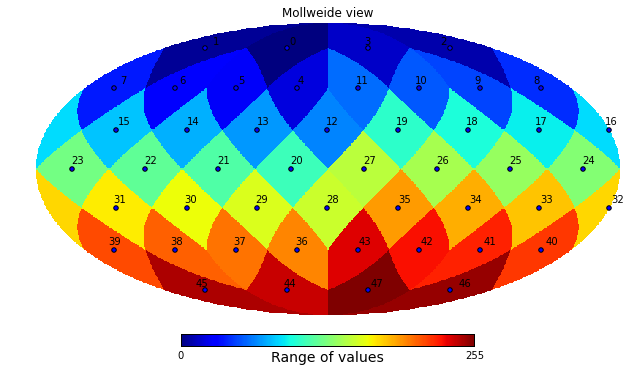 Mollweide view
1 0 3 2
7 6 5 4 11 10 9 8
15 14 13 12 19 18 17 16
23 22 21 20 27 26 25 24
31 30 29 28 35 34 33 32
39 38 37 36 43 42 41 40
45 44 47 46
0 255
Range of values